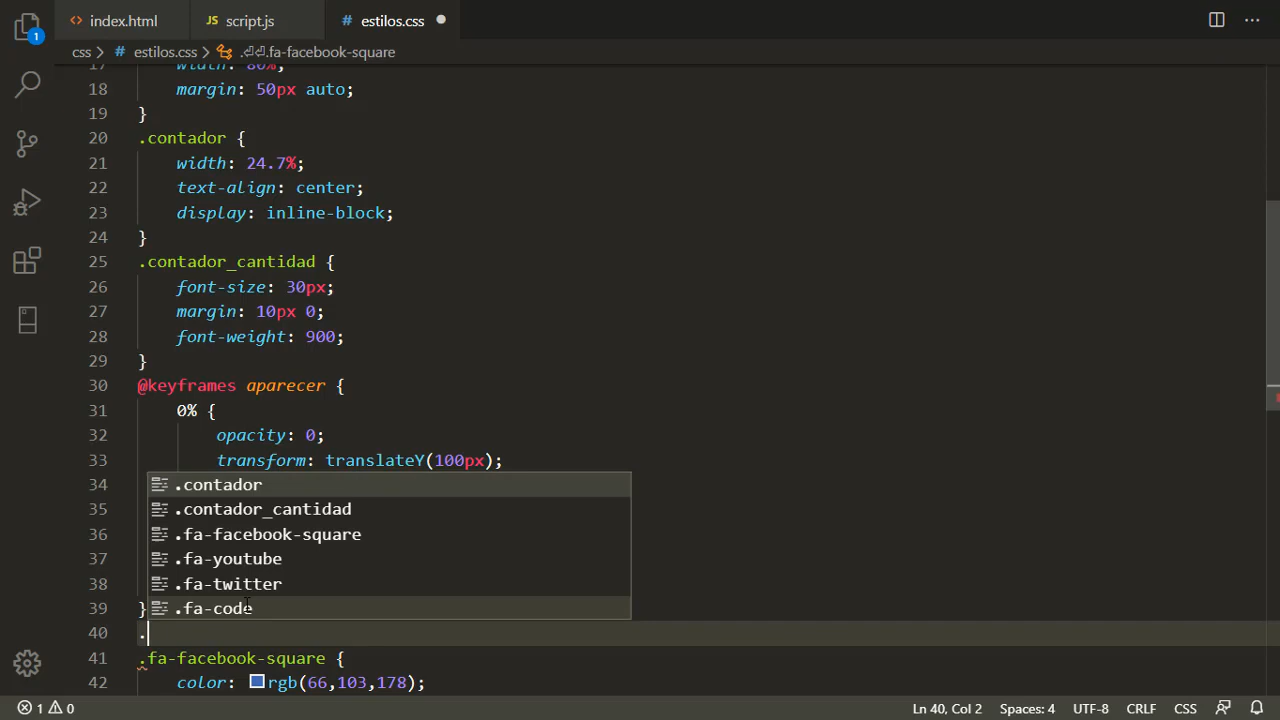 index.html JS script.js # estilos.css
1 css > # estilos.css > .⏎⏎.fa-facebook-square
17 width: 80%;
18 margin: 50px auto;
19 }
20 .contador {
21 width: 24.7%;
22 text-align: center;
23 display: inline-block;
24 }
25 .contador_cantidad {
26 font-size: 30px;
27 margin: 10px 0;
28 font-weight: 900;
29 }
30 @keyframes aparecer {
31 0% {
32 opacity: 0;
33 transform: translateY(100px);
34 .contador
35 .contador_cantidad
36 .fa-facebook-square
37 .fa-youtube
38 .fa-twitter
39 } .fa-code
40 .
41 .fa-facebook-square {
42 color: rgb(66,103,178);
1 0 Ln 40, Col 2 Spaces: 4 UTF-8 CRLF CSS